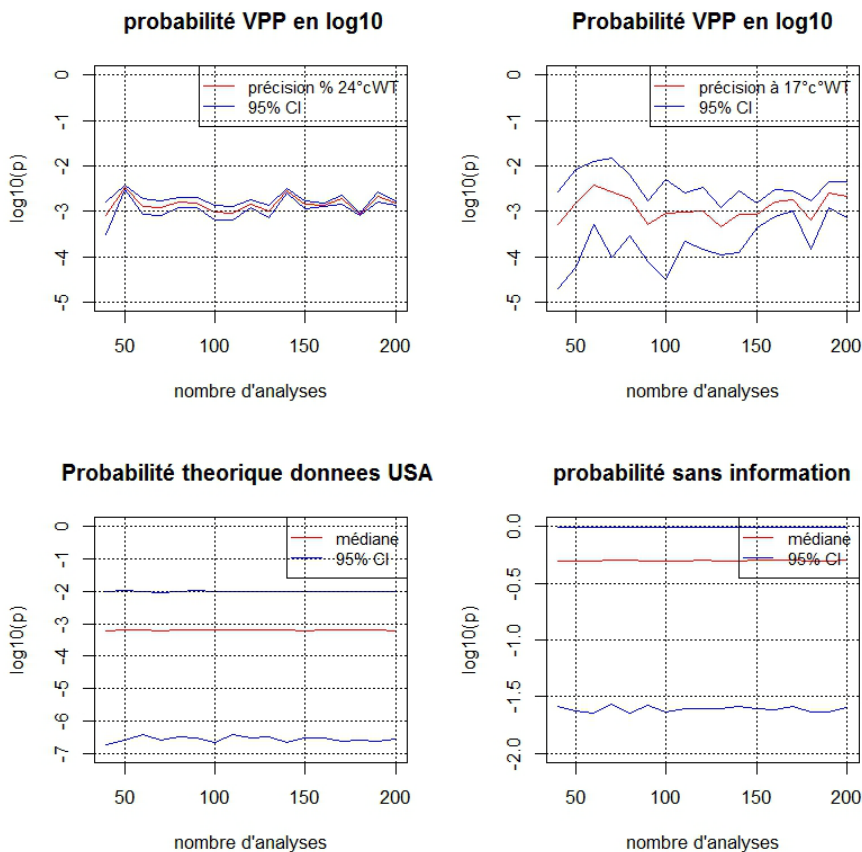 probabilité VPP en log10
précision % 24°cWT
95% CI
log10(p)
0
-1
-2
-3
-4
-5
50
100
150
200
nombre d'analyses
Probabilité VPP en log10
précision à 17°c°WT
95% CI
log10(p)
0
-1
-2
-3
-4
-5
50
100
150
200
nombre d'analyses
Probabilité theorique donnees USA
médiane
95% CI
log10(p)
0
-1
-2
-3
-4
-5
-6
-7
50
100
150
200
nombre d'analyses
probabilité sans information
médiane
95% CI
log10(p)
0.0
-0.5
-1.0
-1.5
-2.0
50
100
150
200
nombre d'analyses